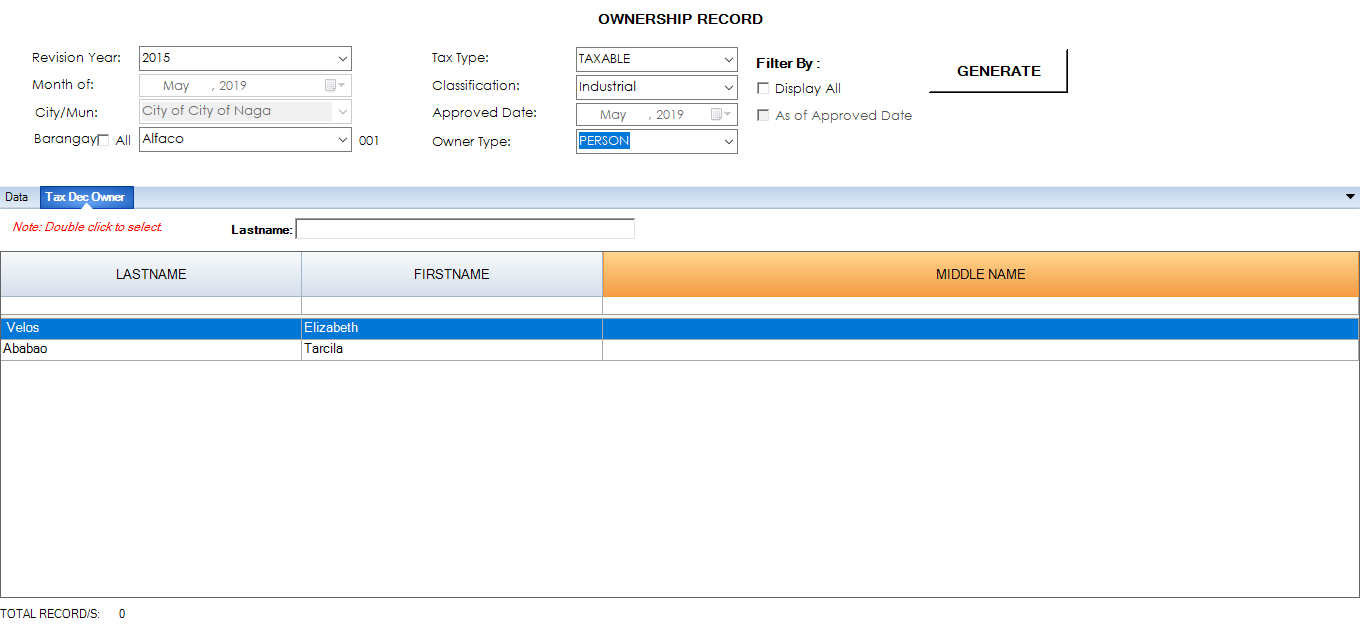 OWNERSHIP RECORD
Revision Year: 2015 Tax Type: TAXABLE Filter By :
Month of: May , 2019 Classification: Industrial Display All GENERATE
City/Mun: City of City of Naga Approved Date: May , 2019 As of Approved Date
Barangay All Alfaco 001 Owner Type: PERSON
Data Tax Dec Owner
Note: Double click to select. Lastname:
LASTNAME FIRSTNAME MIDDLE NAME
Velos Elizabeth
Ababao Tarcila
TOTAL RECORD/S: 0